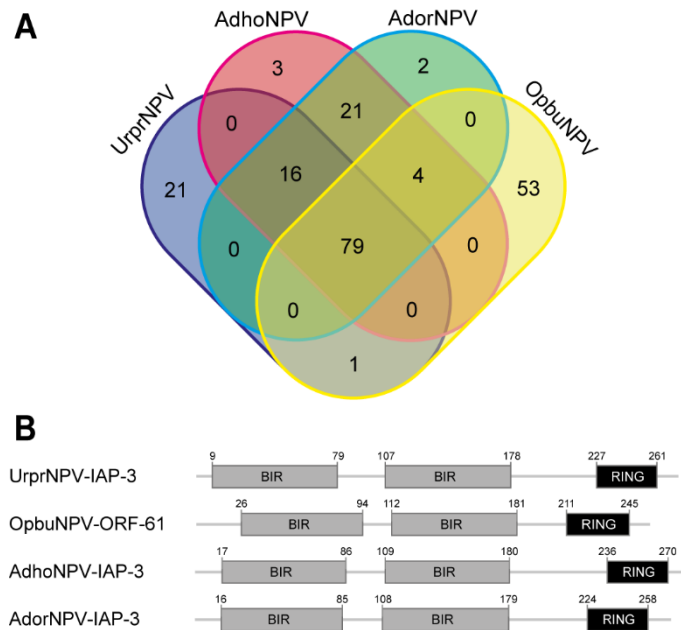 A
AdhoNPV AdorNPV
UrprNPV OpbuNPV
3 2
0 21 0
21 16 4 53
0 79 0
0 0
1
B
9 79 107 178 227 261
UrprNPV-IAP-3 BIR BIR RING
26 94 112 181 211 245
OpbuNPV-ORF-61 BIR BIR RING
17 86 109 180 236 270
AdhoNPV-IAP-3 BIR BIR RING
16 85 108 179 224 258
AdorNPV-IAP-3 BIR BIR RING